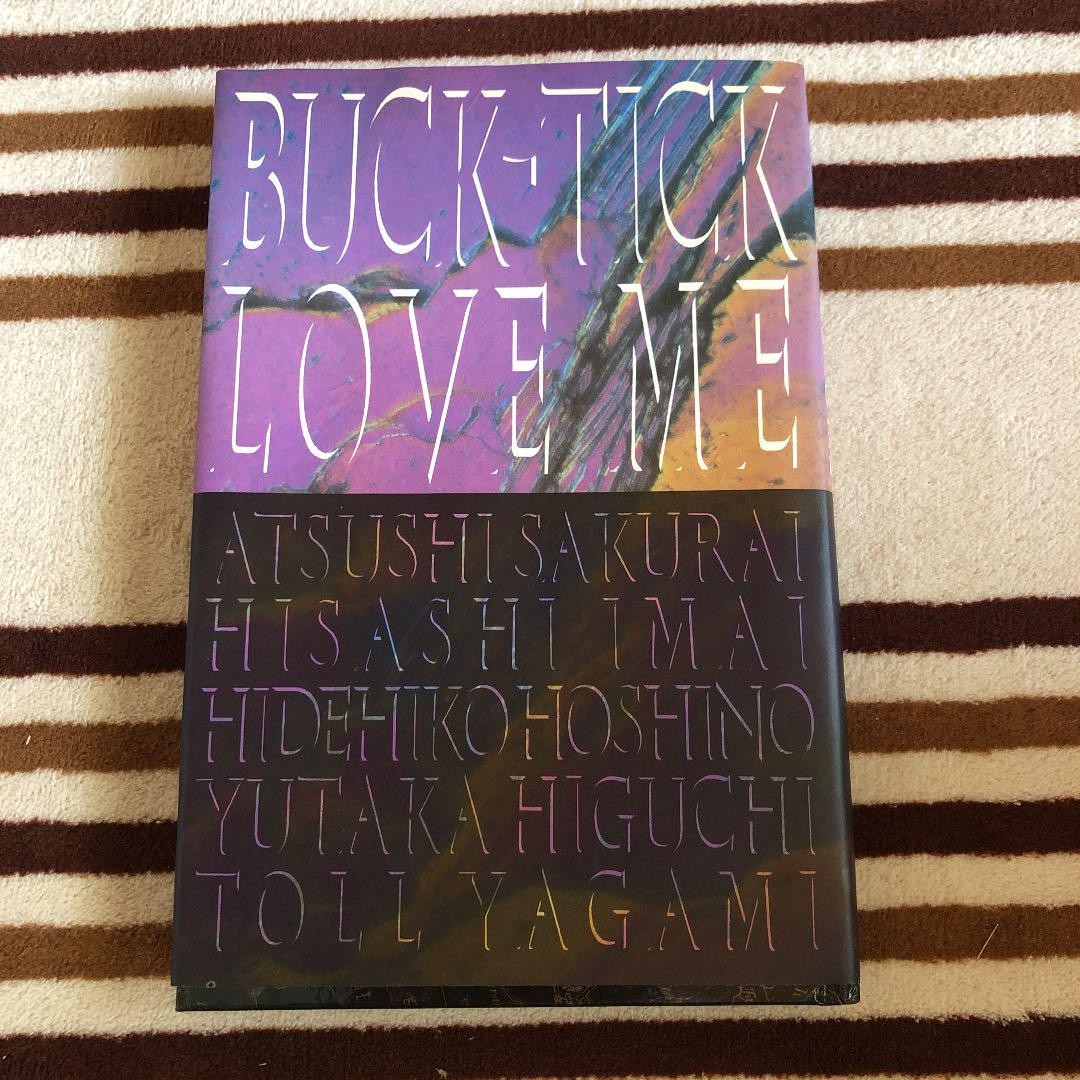 BUCK-TICK
LOVE ME
ATSUSHI SAKURAI
HISASHI IMAI
HIDEHIKO HOSHINO
YUTAKA HIGUCHI
TOLL YAGAMI